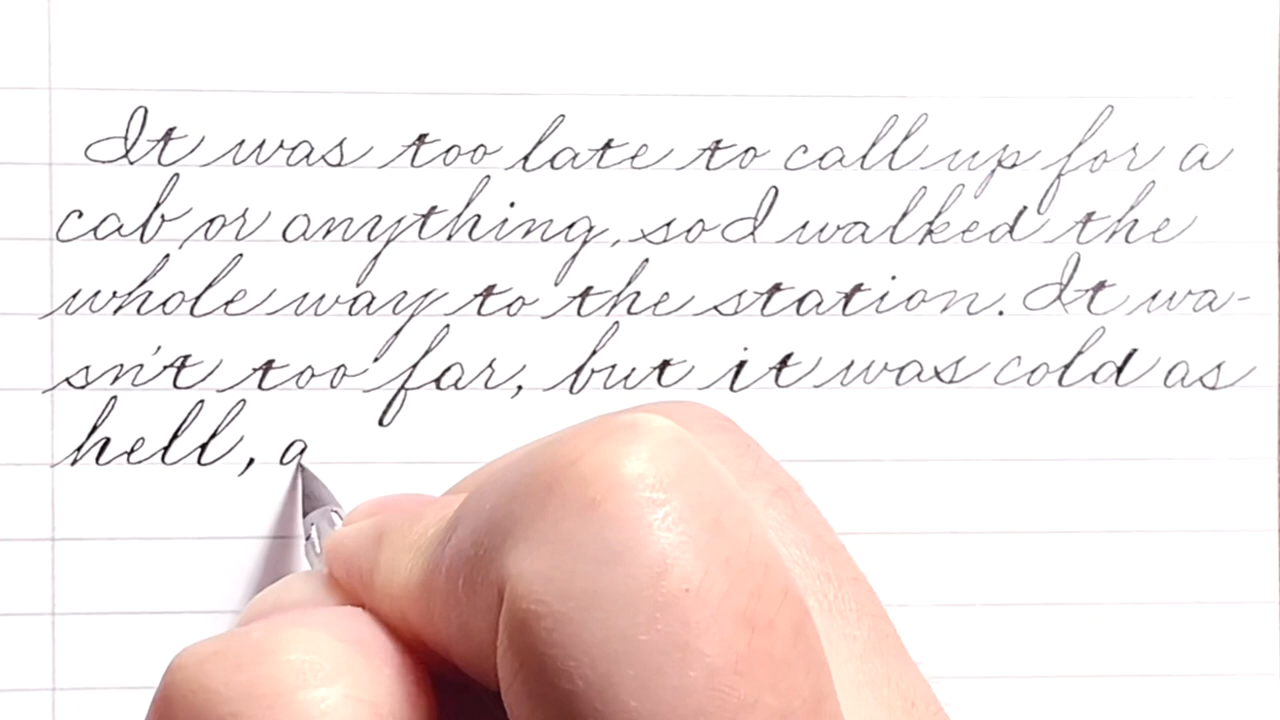 It was too late to call up for a
cab or anything, so I walked the
whole way to the station. It wa-
sn't too far, but it was cold as
hell, a